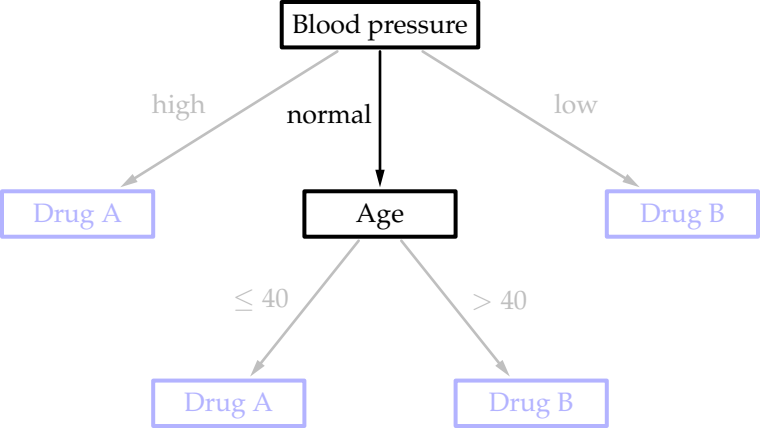 Blood pressure
high
normal
low
Drug A
Age
Drug B
≤ 40
> 40
Drug A
Drug B